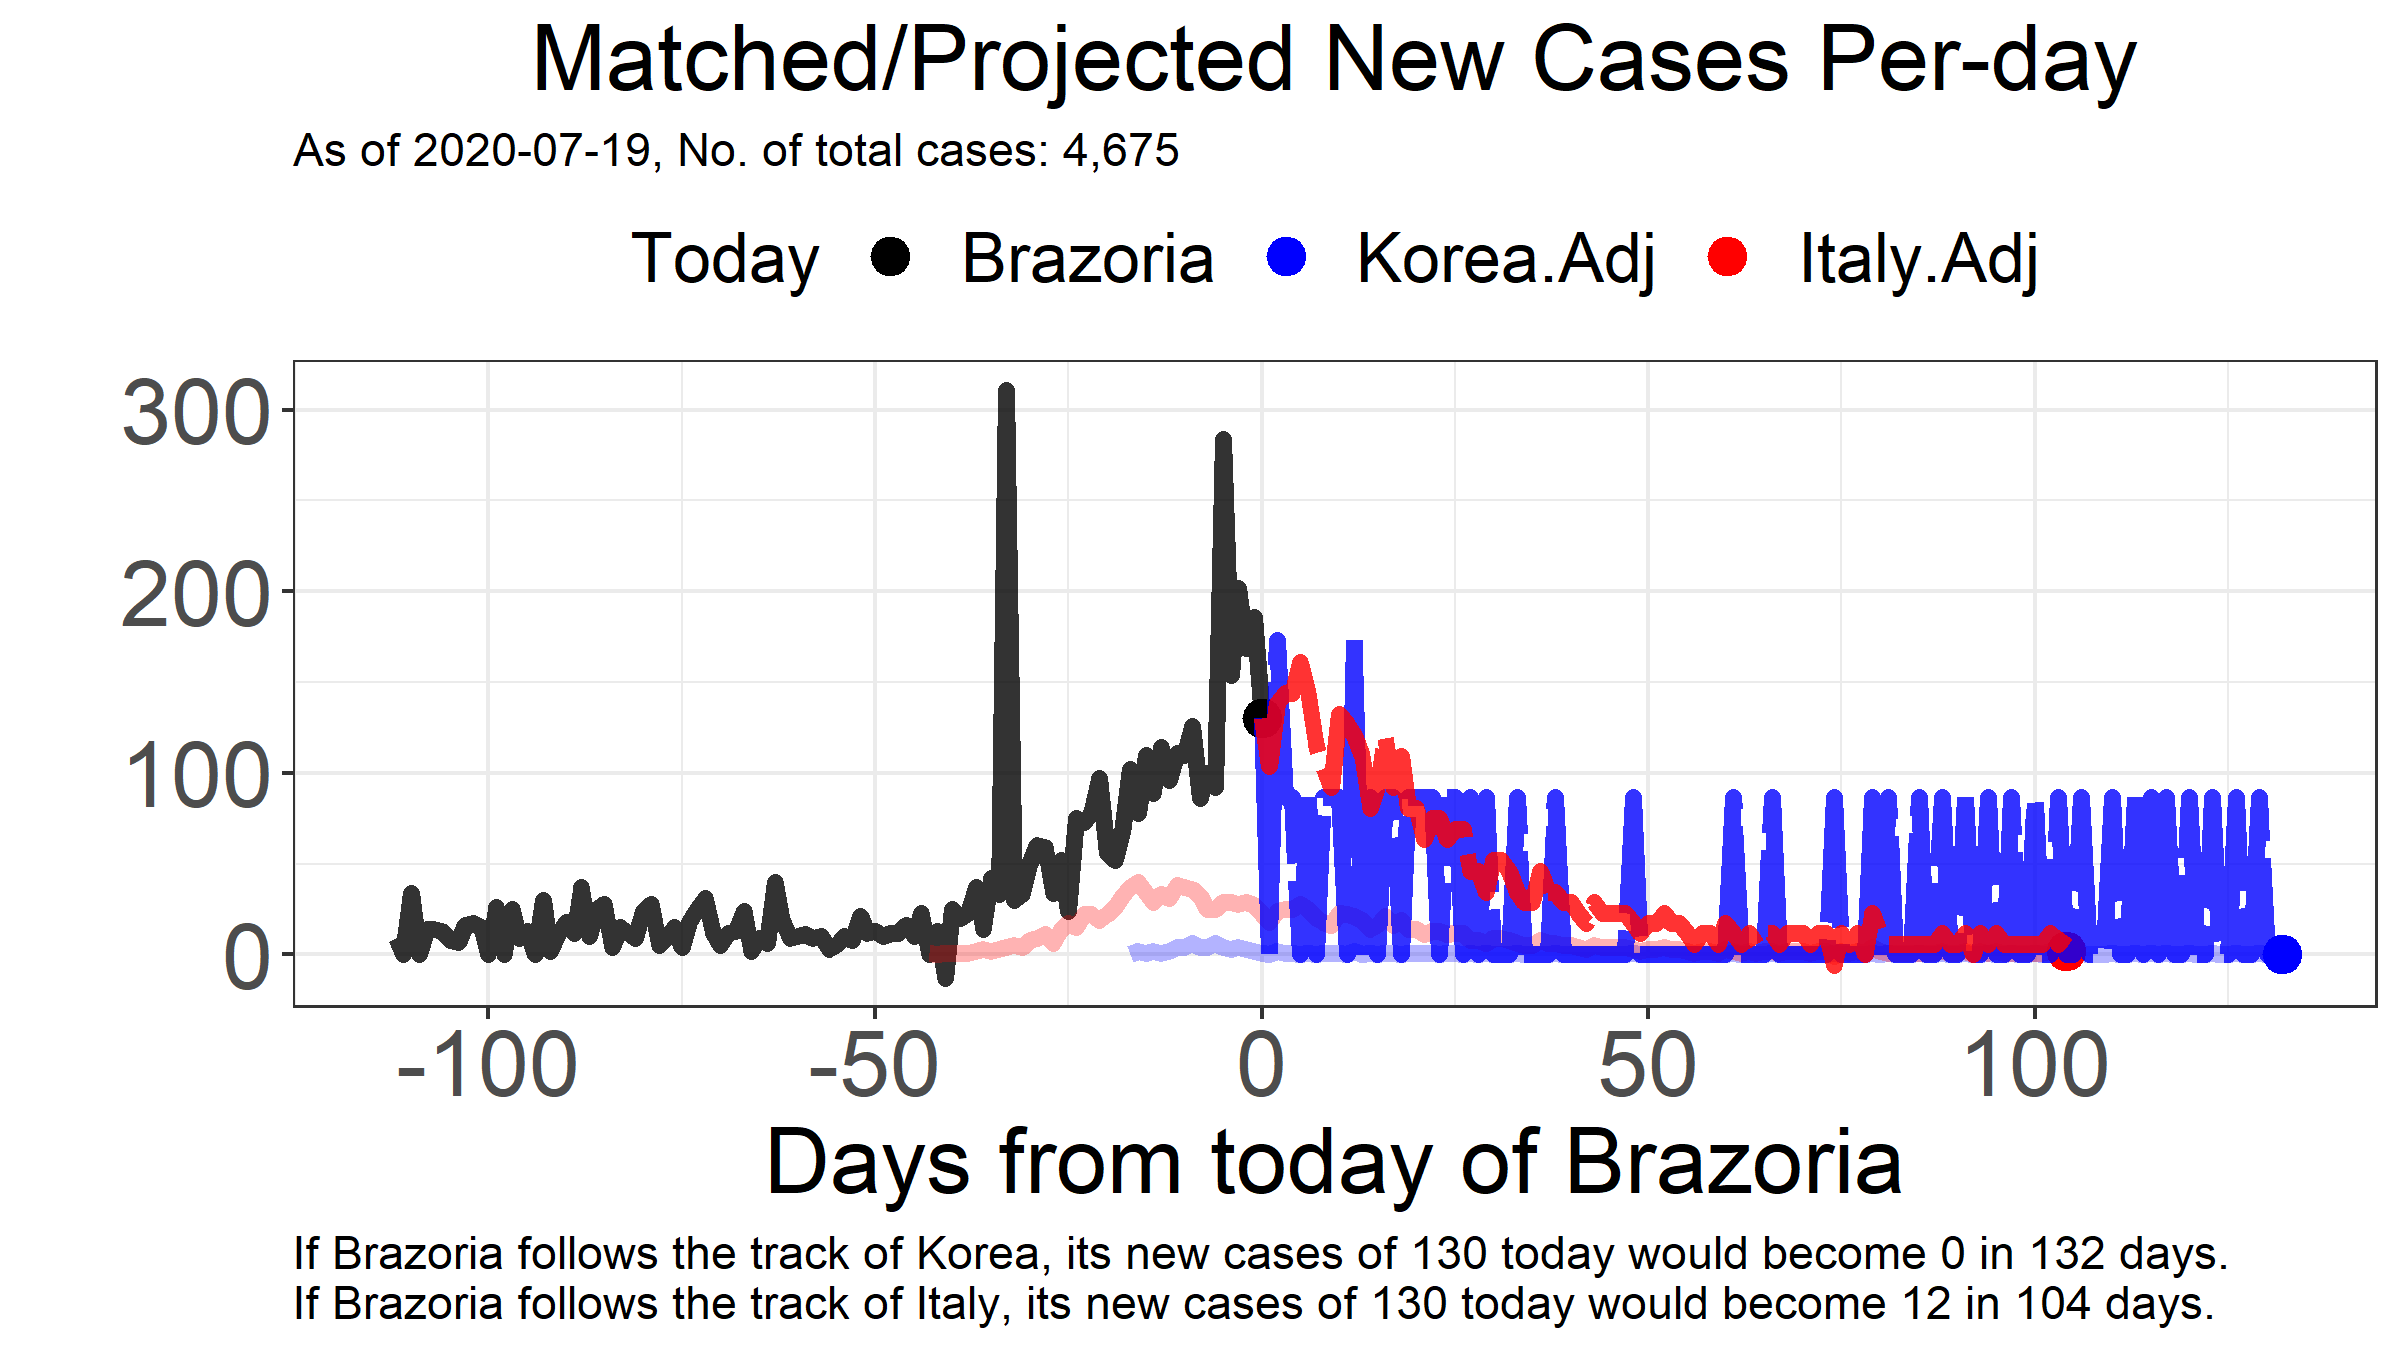 Matched/Projected New Cases Per-day
As of 2020-07-19, No. of total cases: 4,675
Today Brazoria Korea.Adj Italy.Adj
300
200
100
0
-100 -50 0 50 100
Days from today of Brazoria
If Brazoria follows the track of Korea, its new cases of 130 today would become 0 in 132 days.
If Brazoria follows the track of Italy, its new cases of 130 today would become 12 in 104 days.